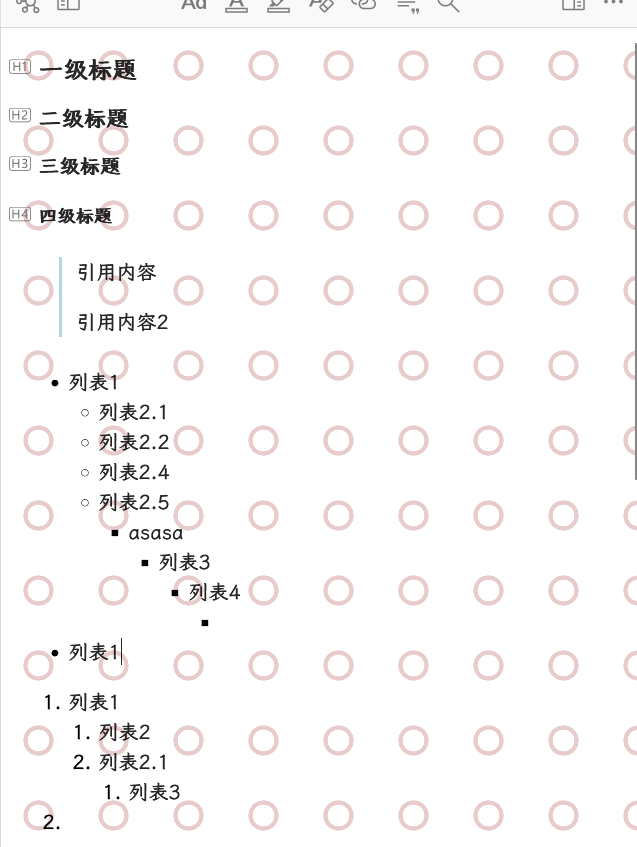 Aa A A
H1 一级标题
H2 二级标题
H3 三级标题
H4 四级标题
引用内容
引用内容2
列表1
列表2.1
列表2.2
列表2.4
列表2.5
asasa
列表3
列表4
列表1
1. 列表1
1. 列表2
2. 列表2.1
1. 列表3
2.